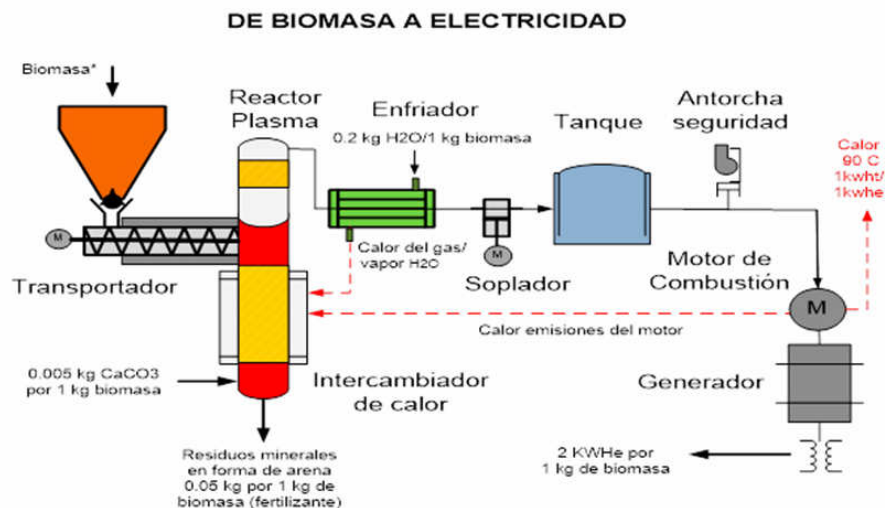 DE BIOMASA A ELECTRICIDAD
Biomasa*
Reactor
Plasma
Enfriador
0.2 kg H2O/1 kg biomasa
Tanque
Antorcha
seguridad
Calor
90 C
1kwht/
1kwhe
M
Transportador
Calor del gas/
vapor H2O
M
Soplador
Motor de
Combustión
M
Calor emisiones del motor
0.005 kg CaCO3
por 1 kg biomasa
Intercambiador
de calor
Generador
Residuos minerales
en forma de arena
0.05 kg por 1 kg de
biomasa (fertilizante)
2 KWHe por
1 kg de biomasa